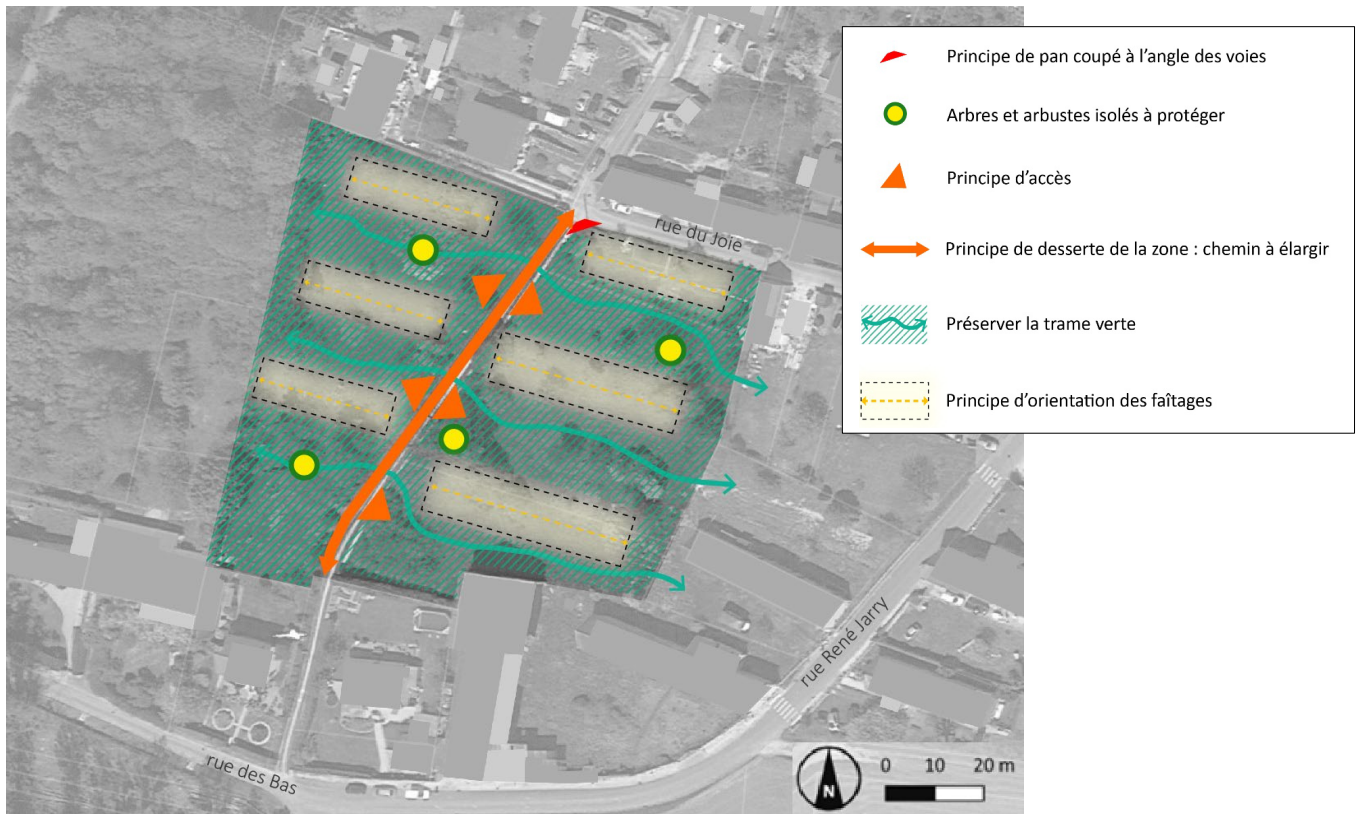 Principe de pan coupé à l'angle des voies
Arbres et arbustes isolés à protéger
Principe d'accès
Principe de desserte de la zone : chemin à élargir
Préserver la trame verte
Principe d'orientation des faîtages
rue du Joie
rue René Jarry
rue des Bas
N
0 10 20 m